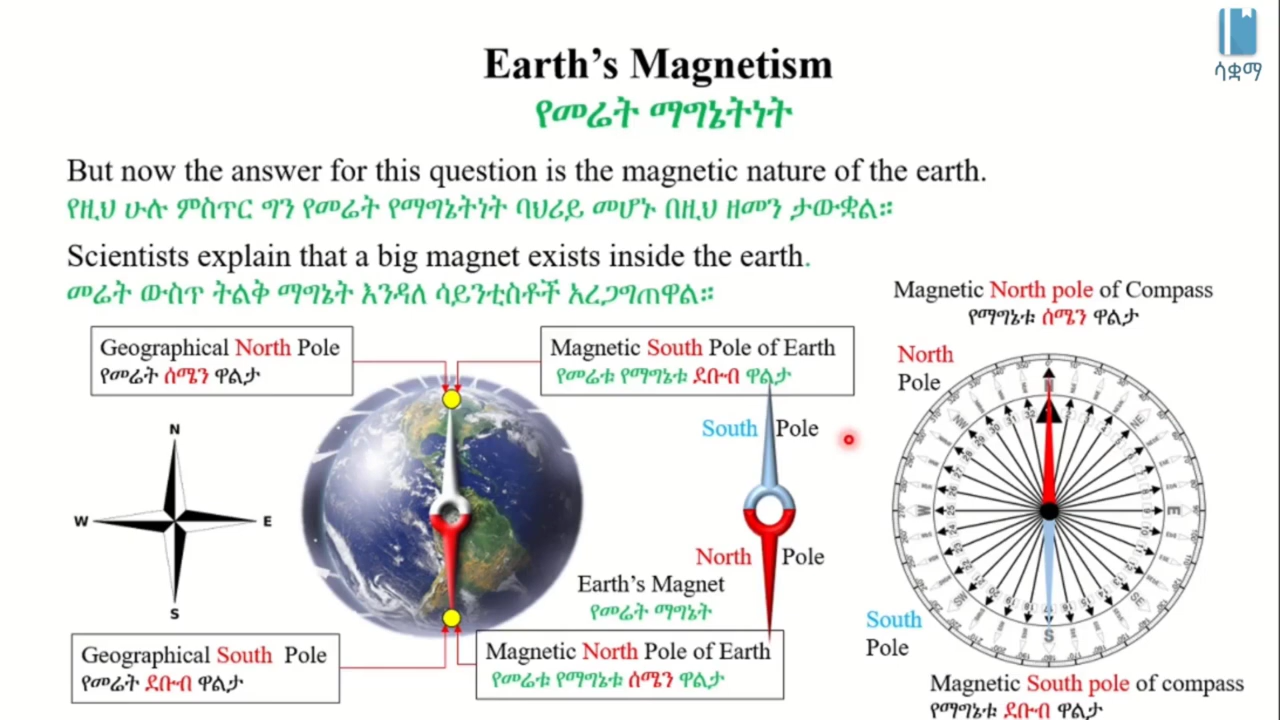 ሳቋማ
Earth's Magnetism
የመሬት ማግኔትነት
But now the answer for this question is the magnetic nature of the earth.
የዚህ ሁሉ ምስጥር ግን የመሬት የማግኔትነት ባህሪይ መሆኑ በዚህ ዘመን ታውቋል።
Scientists explain that a big magnet exists inside the earth.
መሬት ውስጥ ትልቅ ማግኔት እንዳለ ሳይንቲስቶች አረጋግጠዋል።
Magnetic North pole of Compass
የማግኔቱ ሰሜን ዋልታ
Geographical North Pole
የመሬት ሰሜን ዋልታ
Magnetic South Pole of Earth
የመሬቱ የማግኔቱ ደቡብ ዋልታ
North
Pole
N
W E
S
South Pole
North Pole
Earth's Magnet
የመሬት ማግኔት
N
NW NE
W E
S
South
Pole
Geographical South Pole
የመሬት ደቡብ ዋልታ
Magnetic North Pole of Earth
የመሬቱ የማግኔቱ ሰሜን ዋልታ
Magnetic South pole of compass
የማግኔቱ ደቡብ ዋልታ